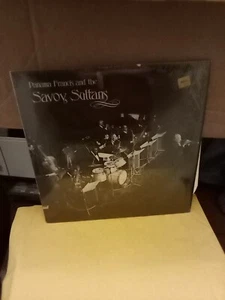 Panama Francis and the
Savoy Sultans